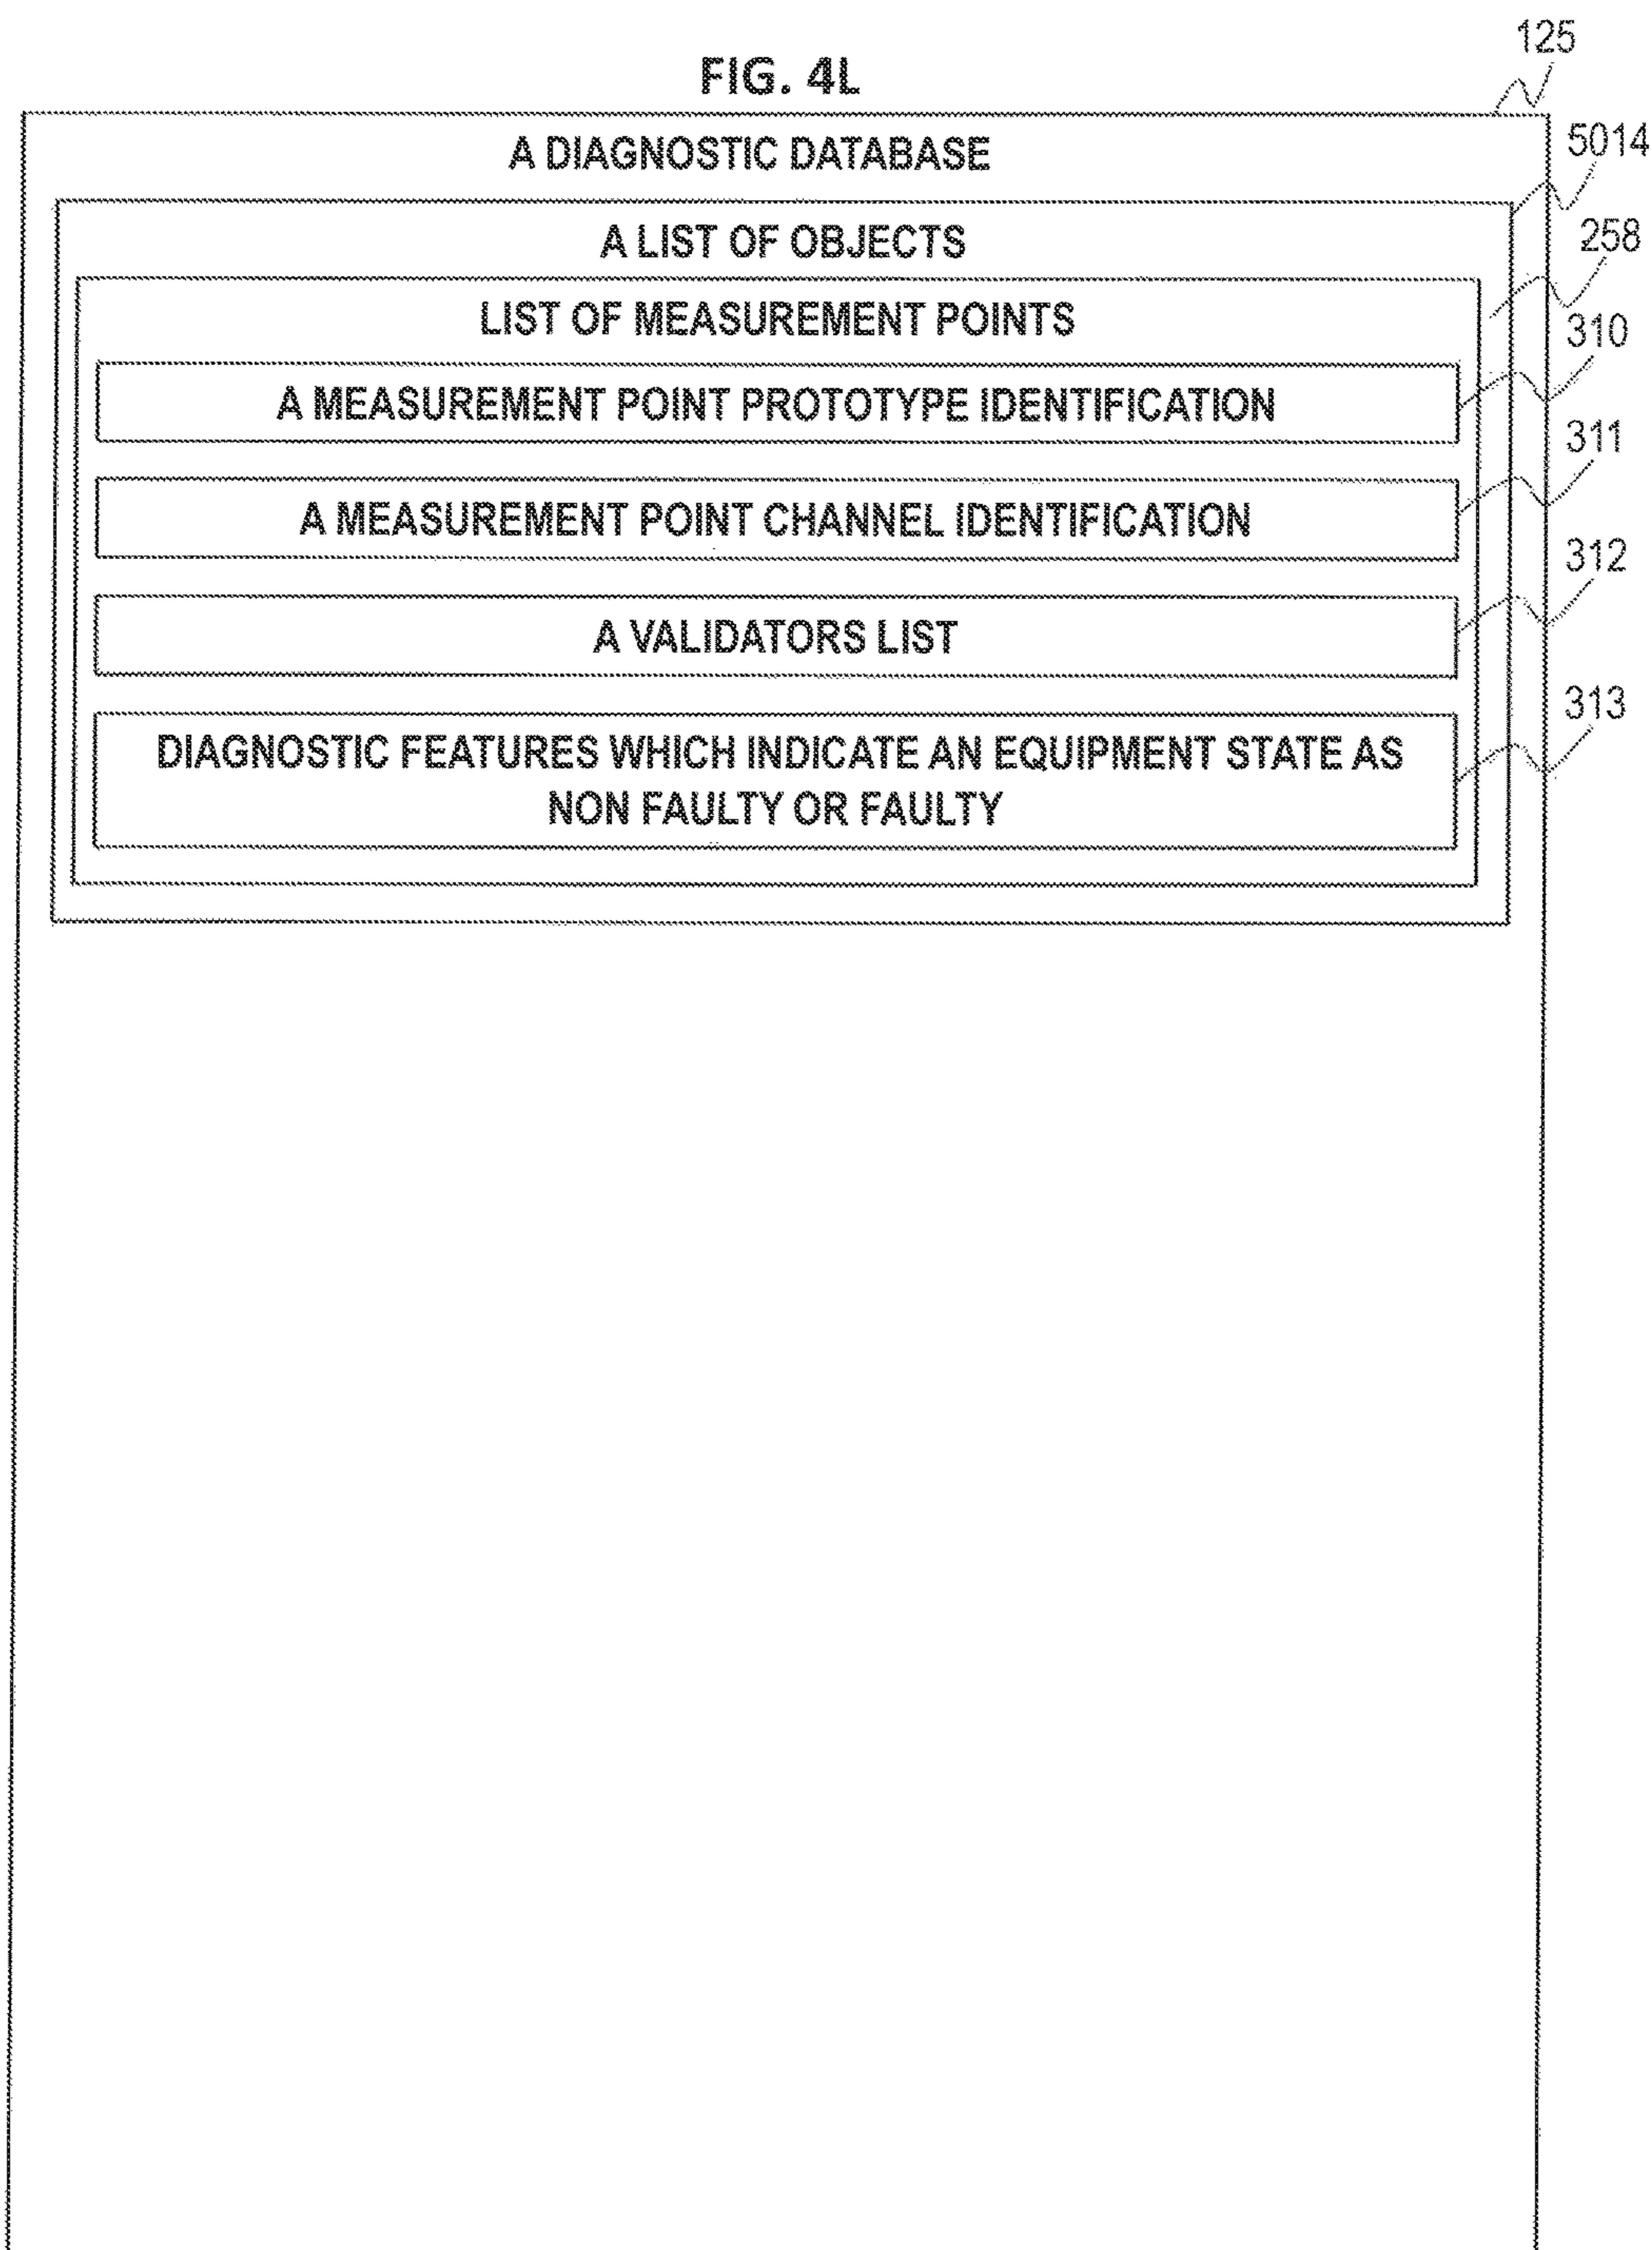 125
FIG. 4L
A DIAGNOSTIC DATABASE
5014
A LIST OF OBJECTS
258
LIST OF MEASUREMENT POINTS
310
A MEASUREMENT POINT PROTOTYPE IDENTIFICATION
311
A MEASUREMENT POINT CHANNEL IDENTIFICATION
312
A VALIDATORS LIST
313
DIAGNOSTIC FEATURES WHICH INDICATE AN EQUIPMENT STATE AS
NON FAULTY OR FAULTY